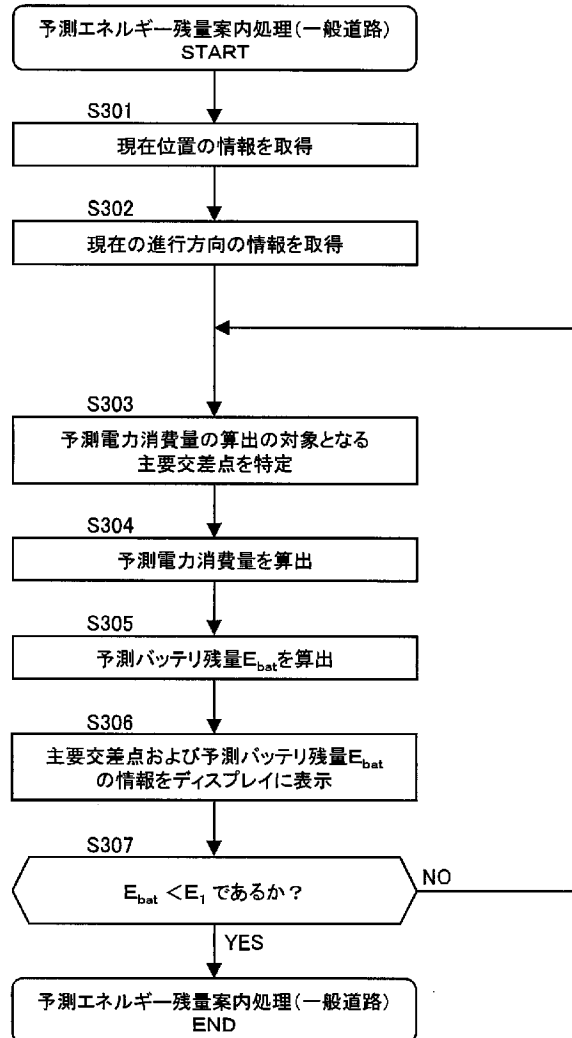 予測エネルギー残量案内処理(一般道路)
START
S301
現在位置の情報を取得
S302
現在の進行方向の情報を取得
S303
予測電力消費量の算出の対象となる
主要交差点を特定
S304
予測電力消費量を算出
S305
予測バッテリ残量Ebatを算出
S306
主要交差点および予測バッテリ残量Ebat
の情報をディスプレイに表示
S307
Ebat <E1 であるか?
NO
YES
予測エネルギー残量案内処理(一般道路)
END